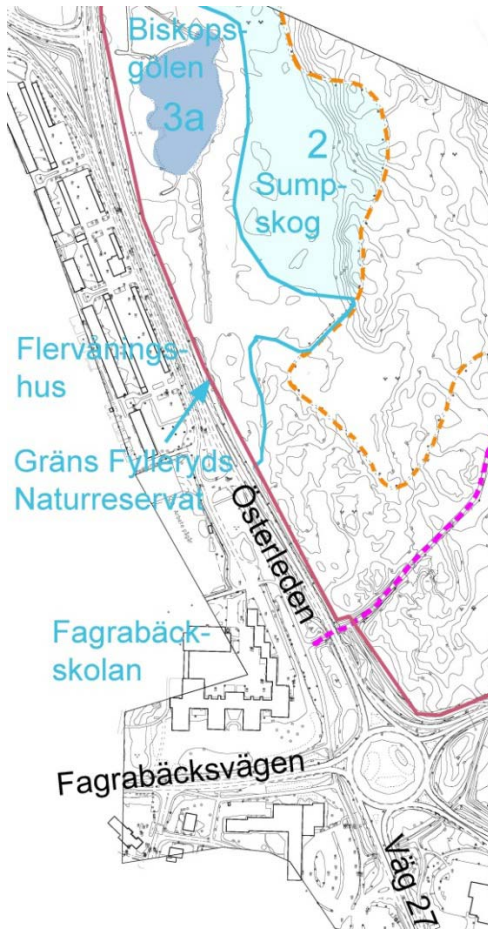 Biskops-
gölen
3a
2
Sump-
skog
Flervånings-
hus
Gräns Fylleryds
Naturreservat
Österleden
Fagrabäck-
skolan
Fagrabäcksvägen
Väg 27